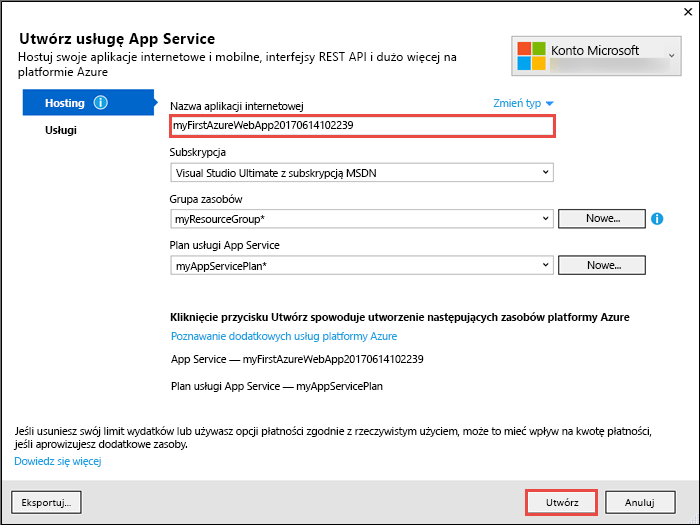 Utwórz usługę App Service
Hostuj swoje aplikacje internetowe i mobilne, interfejsy REST API i dużo więcej na
platformie Azure
Konto Microsoft
Hosting
Usługi
Nazwa aplikacji internetowej
Zmień typ
myFirstAzureWebApp20170614102239
Subskrypcja
Visual Studio Ultimate z subskrypcją MSDN
Grupa zasobów
myResourceGroup*
Nowe...
Plan usługi App Service
myAppServicePlan*
Nowe...
Kliknięcie przycisku Utwórz spowoduje utworzenie następujących zasobów platformy Azure
Poznawanie dodatkowych usług platformy Azure
App Service — myFirstAzureWebApp20170614102239
Plan usługi App Service — myAppServicePlan
Jeśli usuniesz swój limit wydatków lub używasz opcji płatności zgodnie z rzeczywistym użyciem, może to mieć wpływ na kwotę płatności,
jeśli aprowizujesz dodatkowe zasoby.
Dowiedz się więcej
Eksportuj...
Utwórz
Anuluj